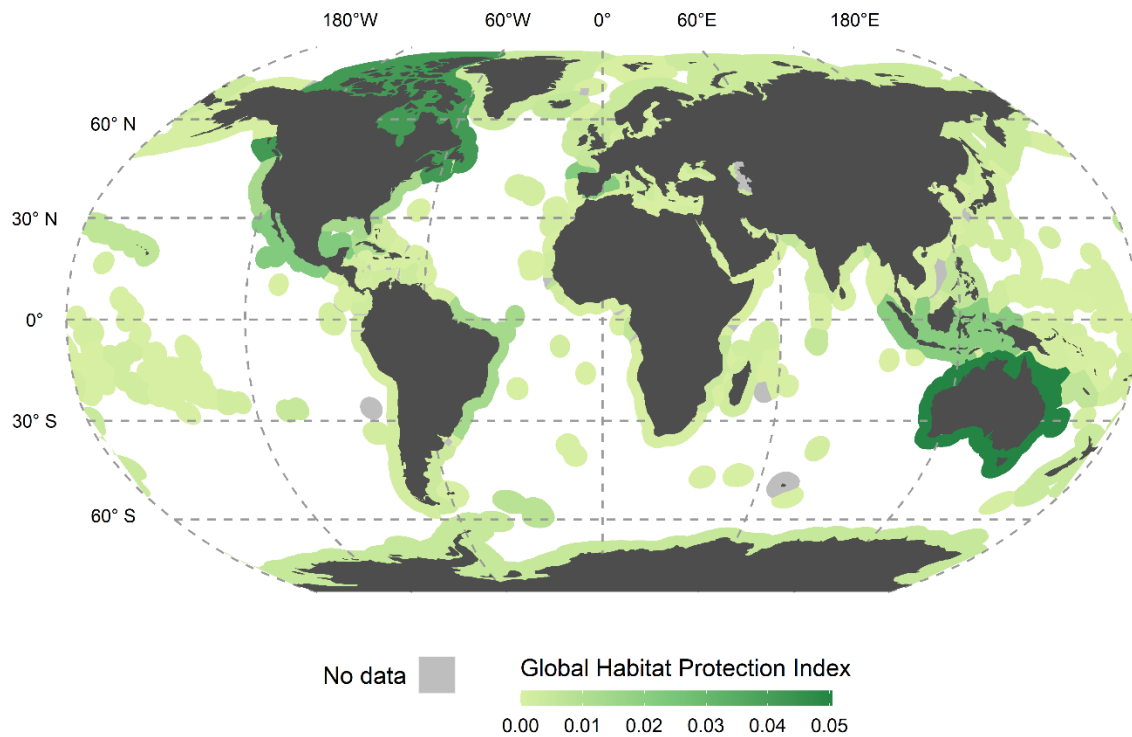 180°W 60°W 0° 60°E 180°E
60° N
30° N
0°
30° S
60° S
No data
Global Habitat Protection Index
0.00 0.01 0.02 0.03 0.04 0.05